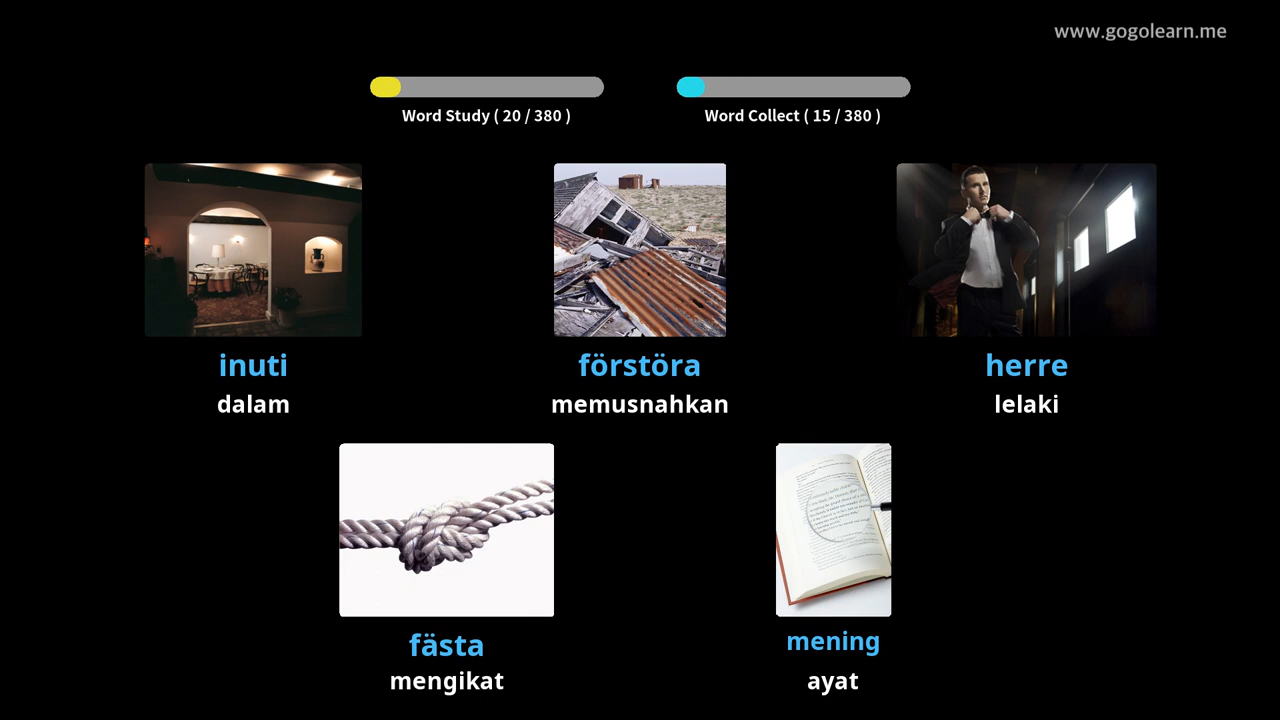 www.gogolearn.me
Word Study ( 20 / 380 )
Word Collect ( 15 / 380 )
inuti
dalam
förstöra
memusnahkan
herre
lelaki
fästa
mengikat
mening
ayat